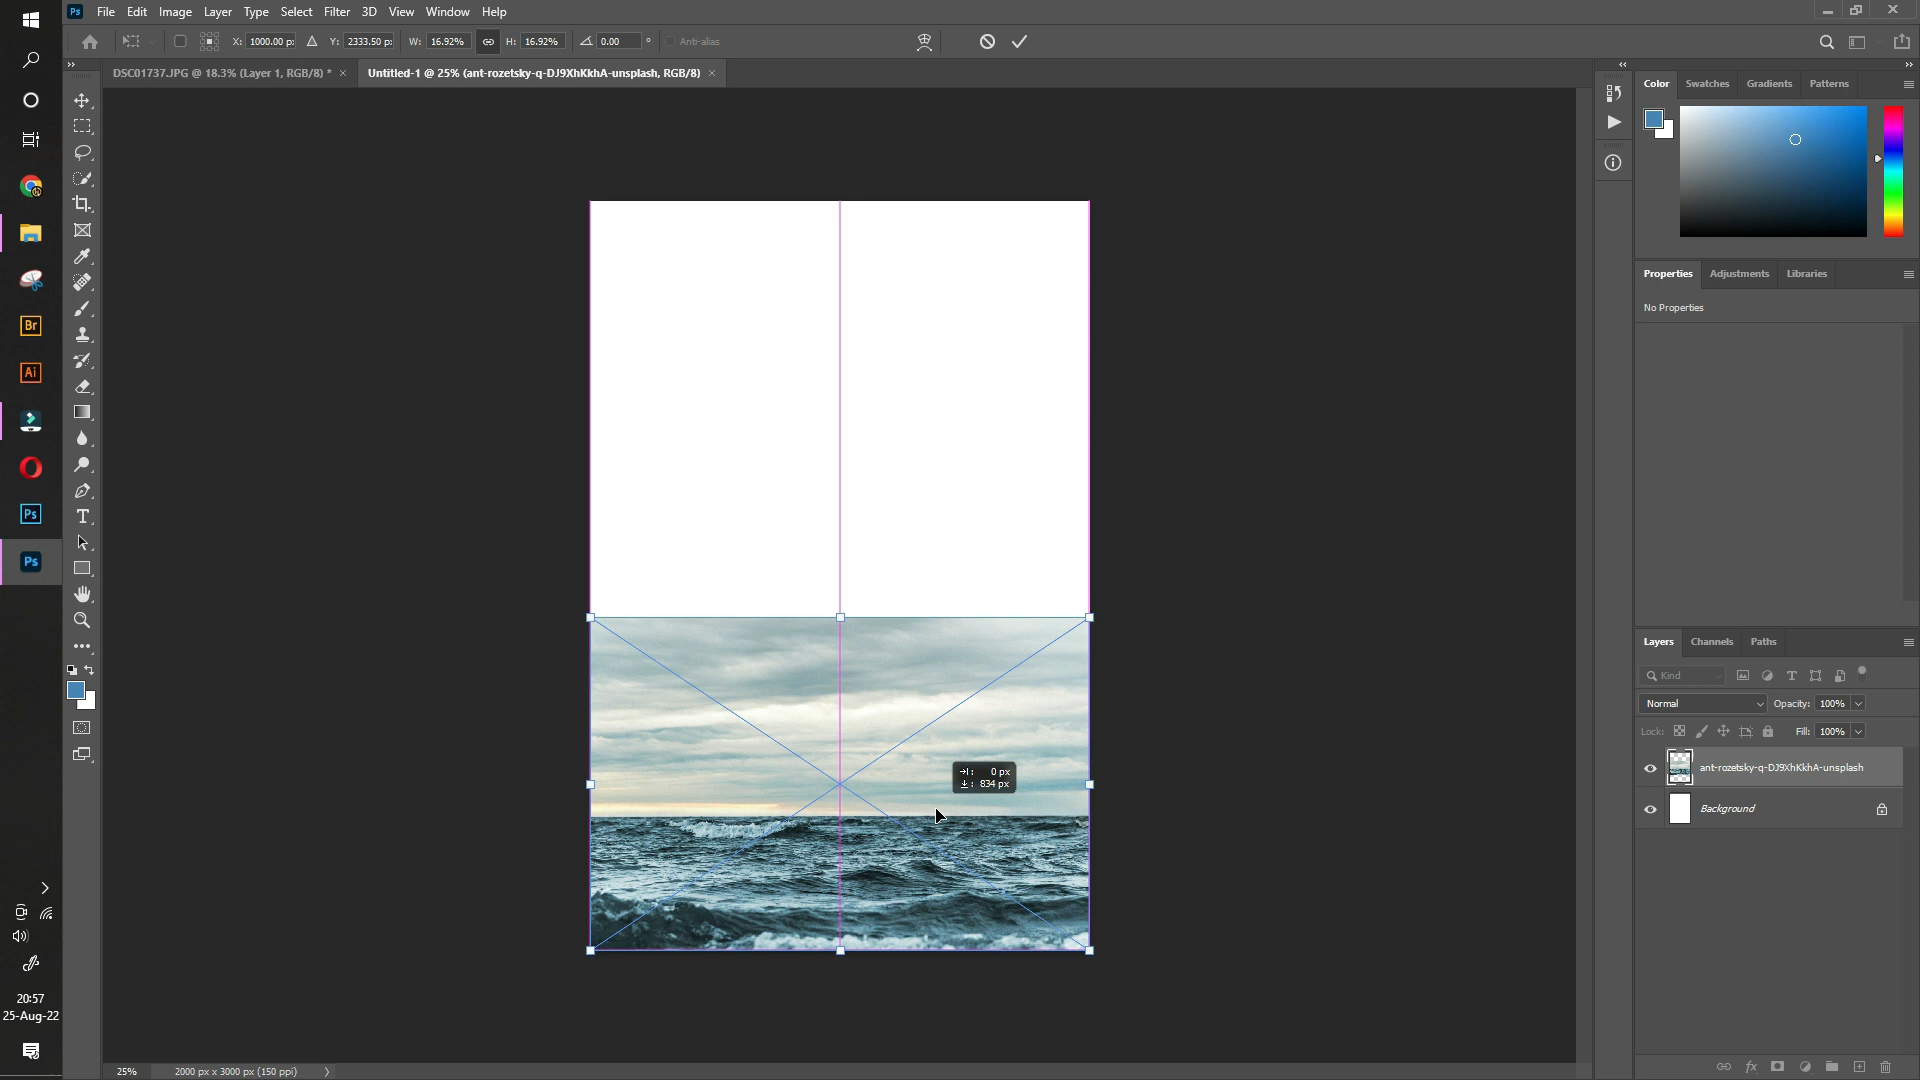 Ps File Edit Image Layer Type Select Filter 3D View Window Help
X: 1000.00 p: Y: 2333.50 p: W: 16.92% H: 16.92% 0.00 ° Anti-alias
DSC01737.JPG @ 18.3% (Layer 1, RGB/8) * × Untitled-1 @ 25% (ant-rozetsky-q-DJ9XhKkhA-unsplash, RGB/8) ×
Color Swatches Gradients Patterns
Properties Adjustments Libraries
No Properties
Br
Ai
Ps
Ps
Layers Channels Paths
Kind
Normal Opacity: 100%
Lock: Fill: 100%
ant-rozetsky-q-DJ9XhKkhA-unsplash
Background
0 px
834 px
20:57
25-Aug-22
25% 2000 px x 3000 px (150 ppi)
fx